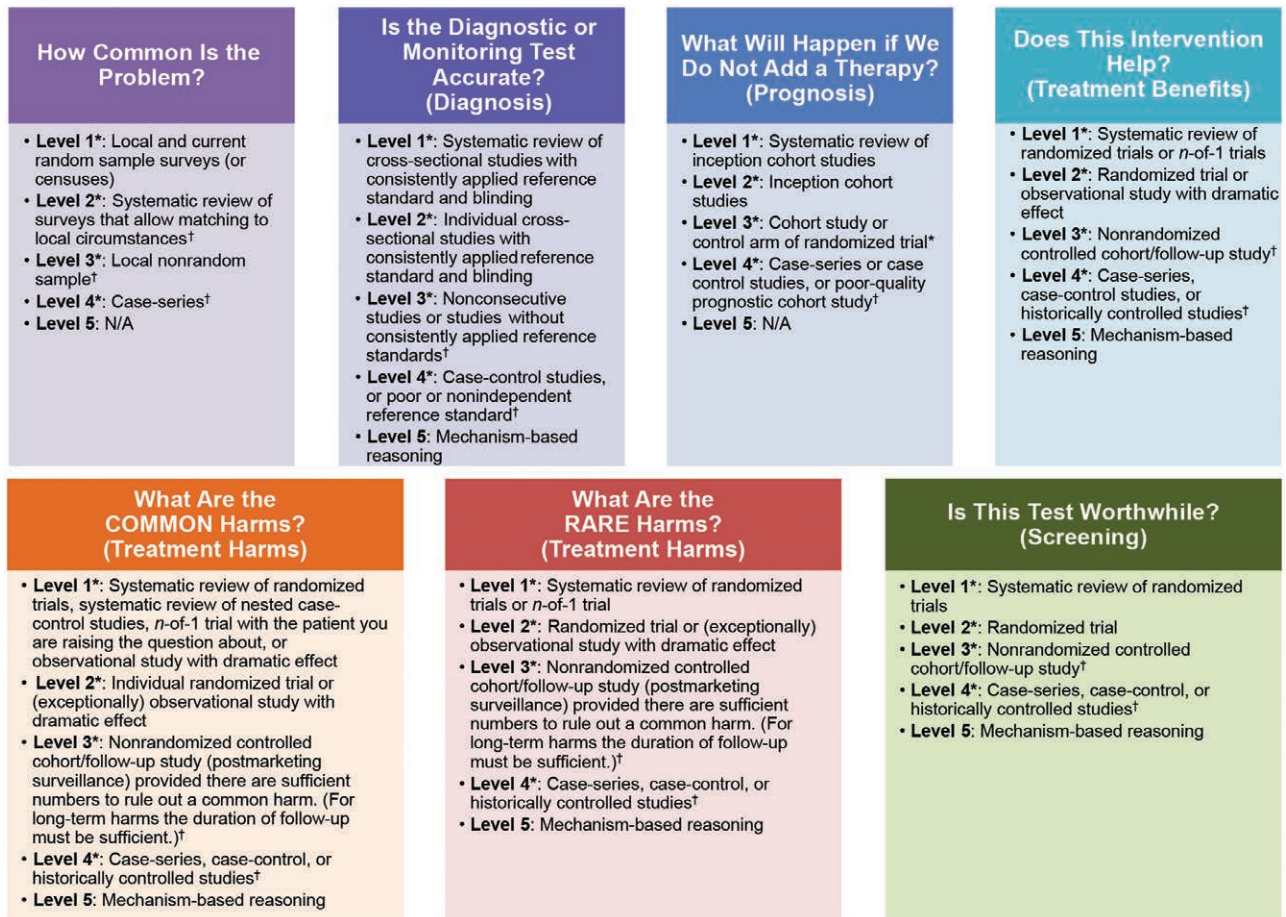 How Common Is the
Problem?
• Level 1*: Local and current
random sample surveys (or
censuses)
• Level 2*: Systematic review of
surveys that allow matching to
local circumstances†
• Level 3*: Local nonrandom
sample†
• Level 4*: Case-series†
• Level 5: N/A
Is the Diagnostic or
Monitoring Test
Accurate?
(Diagnosis)
• Level 1*: Systematic review of
cross-sectional studies with
consistently applied reference
standard and blinding
• Level 2*: Individual cross-
sectional studies with
consistently applied reference
standard and blinding
• Level 3*: Nonconsecutive
studies or studies without
consistently applied reference
standards†
• Level 4*: Case-control studies,
or poor or nonindependent
reference standard†
• Level 5: Mechanism-based
reasoning
What Will Happen if We
Do Not Add a Therapy?
(Prognosis)
• Level 1*: Systematic review of
inception cohort studies
• Level 2*: Inception cohort
studies
• Level 3*: Cohort study or
control arm of randomized trial*
• Level 4*: Case-series or case
control studies, or poor-quality
prognostic cohort study†
• Level 5: N/A
Does This Intervention
Help?
(Treatment Benefits)
• Level 1*: Systematic review of
randomized trials or n-of-1 trials
• Level 2*: Randomized trial or
observational study with dramatic
effect
• Level 3*: Nonrandomized
controlled cohort/follow-up study†
• Level 4*: Case-series,
case-control studies, or
historically controlled studies†
• Level 5: Mechanism-based
reasoning
What Are the
COMMON Harms?
(Treatment Harms)
• Level 1*: Systematic review of randomized
trials, systematic review of nested case-
control studies, n-of-1 trial with the patient you
are raising the question about, or
observational study with dramatic effect
• Level 2*: Individual randomized trial or
(exceptionally) observational study with
dramatic effect
• Level 3*: Nonrandomized controlled
cohort/follow-up study (postmarketing
surveillance) provided there are sufficient
numbers to rule out a common harm. (For
long-term harms the duration of follow-up
must be sufficient.)†
• Level 4*: Case-series, case-control, or
historically controlled studies†
• Level 5: Mechanism-based reasoning
What Are the
RARE Harms?
(Treatment Harms)
• Level 1*: Systematic review of randomized
trials or n-of-1 trial
• Level 2*: Randomized trial or (exceptionally)
observational study with dramatic effect
• Level 3*: Nonrandomized controlled
cohort/follow-up study (postmarketing
surveillance) provided there are sufficient
numbers to rule out a common harm. (For
long-term harms the duration of follow-up
must be sufficient.)†
• Level 4*: Case-series, case-control, or
historically controlled studies†
• Level 5: Mechanism-based reasoning
Is This Test Worthwhile?
(Screening)
• Level 1*: Systematic review of randomized
trials
• Level 2*: Randomized trial
• Level 3*: Nonrandomized controlled
cohort/follow-up study†
• Level 4*: Case-series, case-control, or
historically controlled studies†
• Level 5: Mechanism-based reasoning